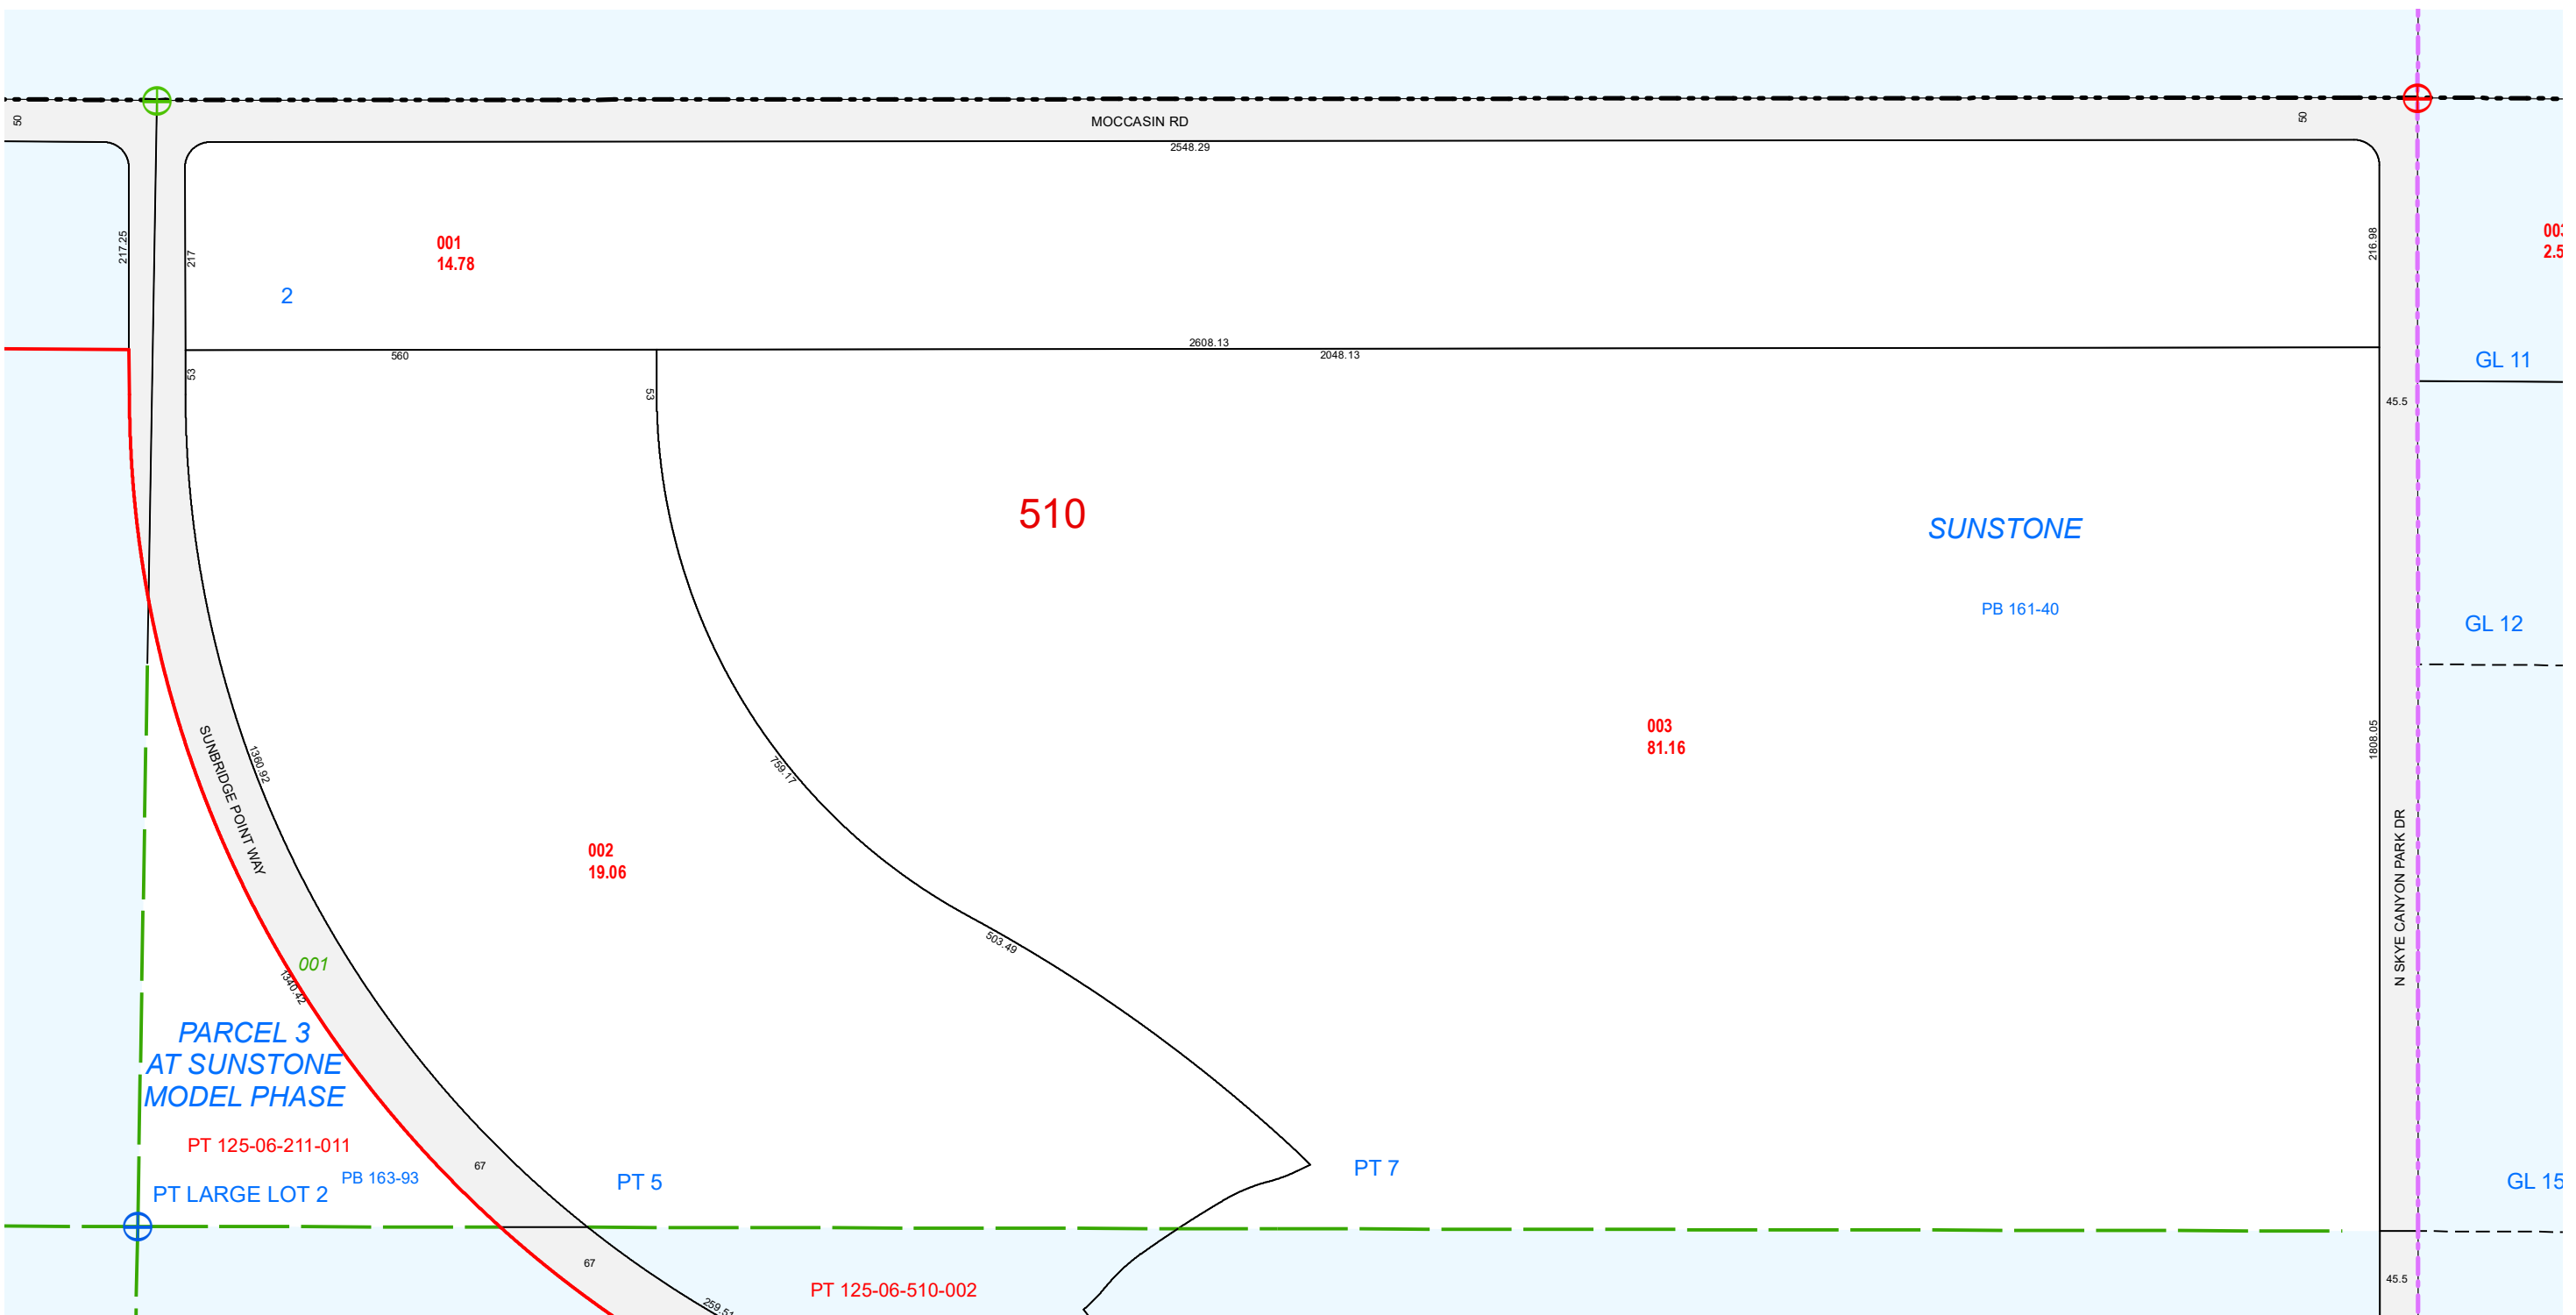 50
MOCCASIN RD
50
2548.29
217.25
217
001
14.78
216.98
003
2
2608.13
560
2048.13
GL 11
53
53
45.5
510
SUNSTONE
PB 161-40
GL 12
003
81.16
1808.05
1360.92
759.17
SUNBRIDGE POINT WAY
002
19.06
N SKYE CANYON PARK DR
503.49
001
1340.42
PARCEL 3
AT SUNSTONE
MODEL PHASE
PT 125-06-211-011
67
PT 7
PB 163-93
PT 5
GL 15
PT LARGE LOT 2
67
45.5
PT 125-06-510-002
259.51